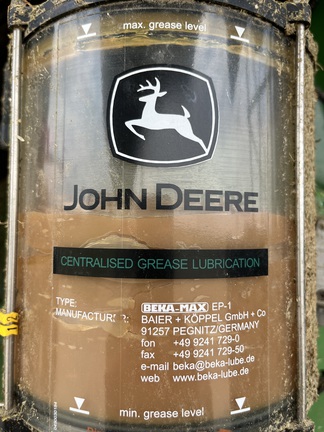 max. grease level
JOHN DEERE
CENTRALISED GREASE LUBRICATION
TYPE: BEKA-MAX EP-1
MANUFACTURER: BAIER + KÖPPEL GmbH + Co
91257 PEGNITZ/GERMANY
fon +49 9241 729-0
fax +49 9241 729-50
e-mail beka@beka-lube.de
web www.beka-lube.de
min. grease level